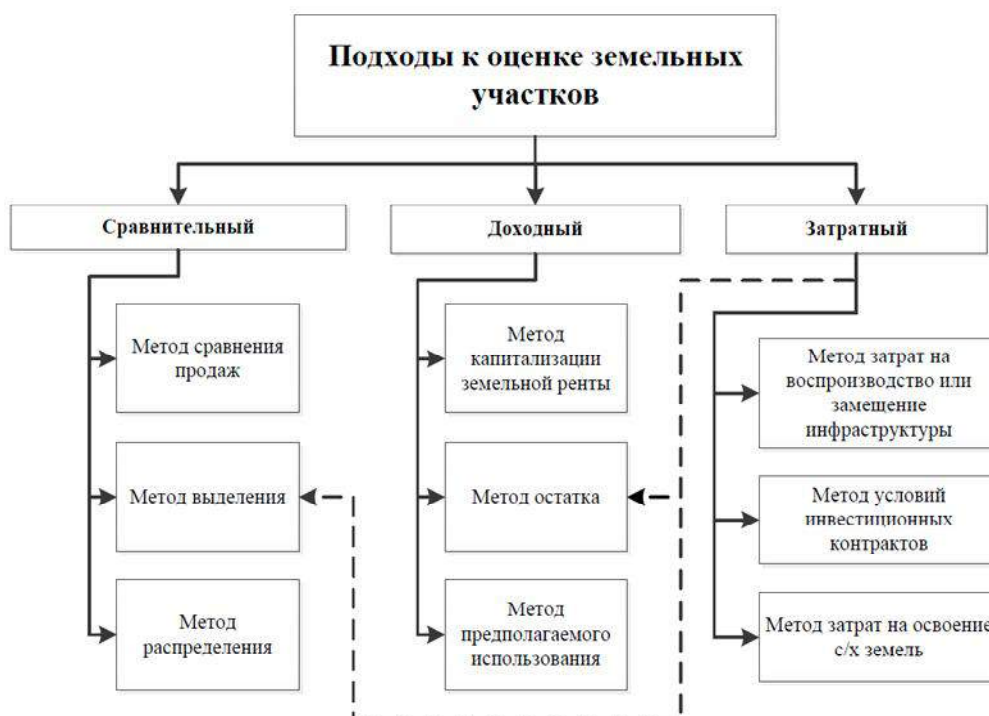 Подходы к оценке земельных
участков
Сравнительный
Доходный
Затратный
Метод сравнения
продаж
Метод выделения
Метод
распределения
Метод
капитализации
земельной ренты
Метод остатка
Метод
предполагаемого
использования
Метод затрат на
воспроизводство или
замещение
инфраструктуры
Метод условий
инвестиционных
контрактов
Метод затрат на освоение
с/х земель